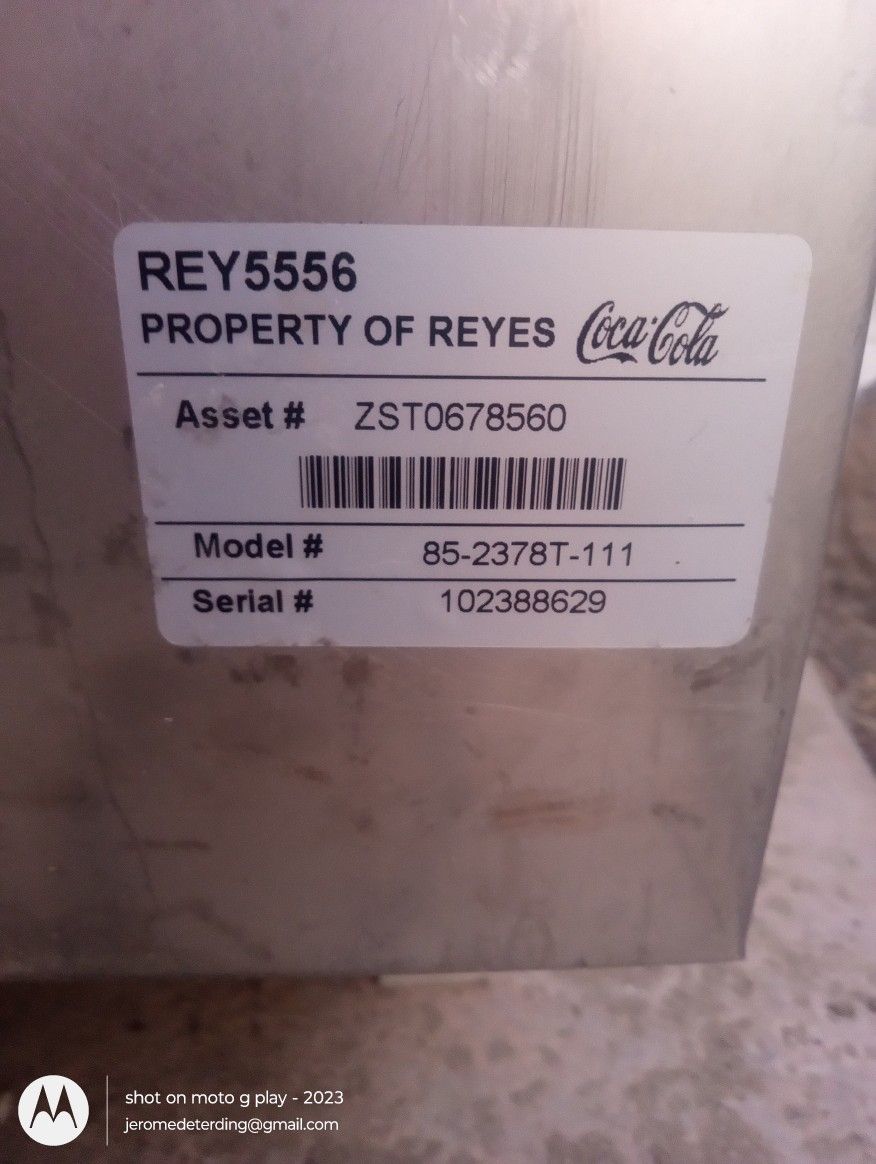 REY5556
PROPERTY OF REYES Coca-Cola
Asset # ZST0678560
Model # 85-2378T-111
Serial # 102388629
shot on moto g play - 2023
jeromedeterding@gmail.com